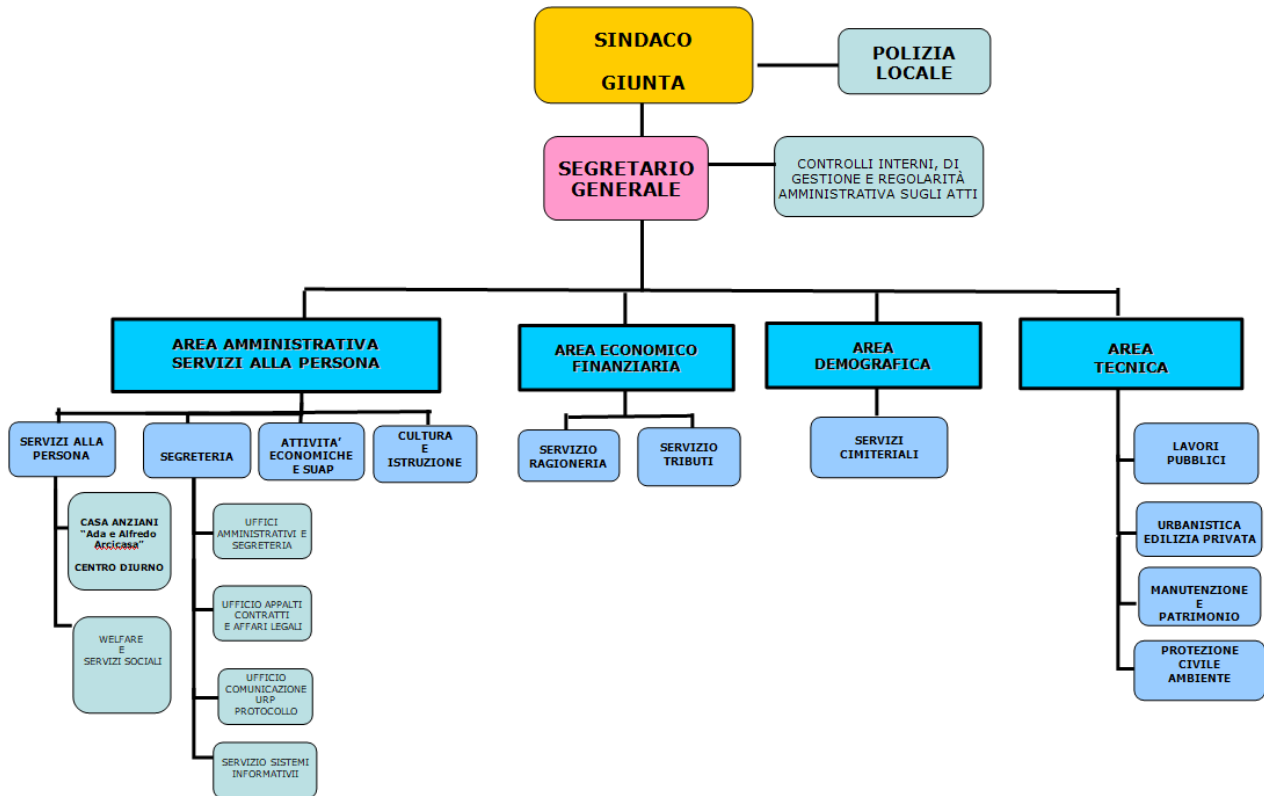 SINDACO
GIUNTA
POLIZIA
LOCALE
SEGRETARIO
GENERALE
CONTROLLI INTERNI, DI
GESTIONE E REGOLARITÀ
AMMINISTRATIVA SUGLI ATTI
AREA AMMINISTRATIVA
SERVIZI ALLA PERSONA
AREA ECONOMICO
FINANZIARIA
AREA
DEMOGRAFICA
AREA
TECNICA
SERVIZI ALLA
PERSONA
SEGRETERIA
ATTIVITA’
ECONOMICHE
E SUAP
CULTURA
E
ISTRUZIONE
SERVIZIO
RAGIONERIA
SERVIZIO
TRIBUTI
SERVIZI
CIMITERIALI
LAVORI
PUBBLICI
CASA ANZIANI
“Ada e Alfredo
Arcicasa”
CENTRO DIURNO
UFFICI
AMMINISTRATIVI E
SEGRETERIA
URBANISTICA
EDILIZIA PRIVATA
UFFICIO APPALTI
CONTRATTI
E AFFARI LEGALI
MANUTENZIONE
E
PATRIMONIO
WELFARE
E
SERVIZI SOCIALI
UFFICIO
COMUNICAZIONE
URP
PROTOCOLLO
PROTEZIONE
CIVILE
AMBIENTE
SERVIZIO SISTEMI
INFORMATIVII